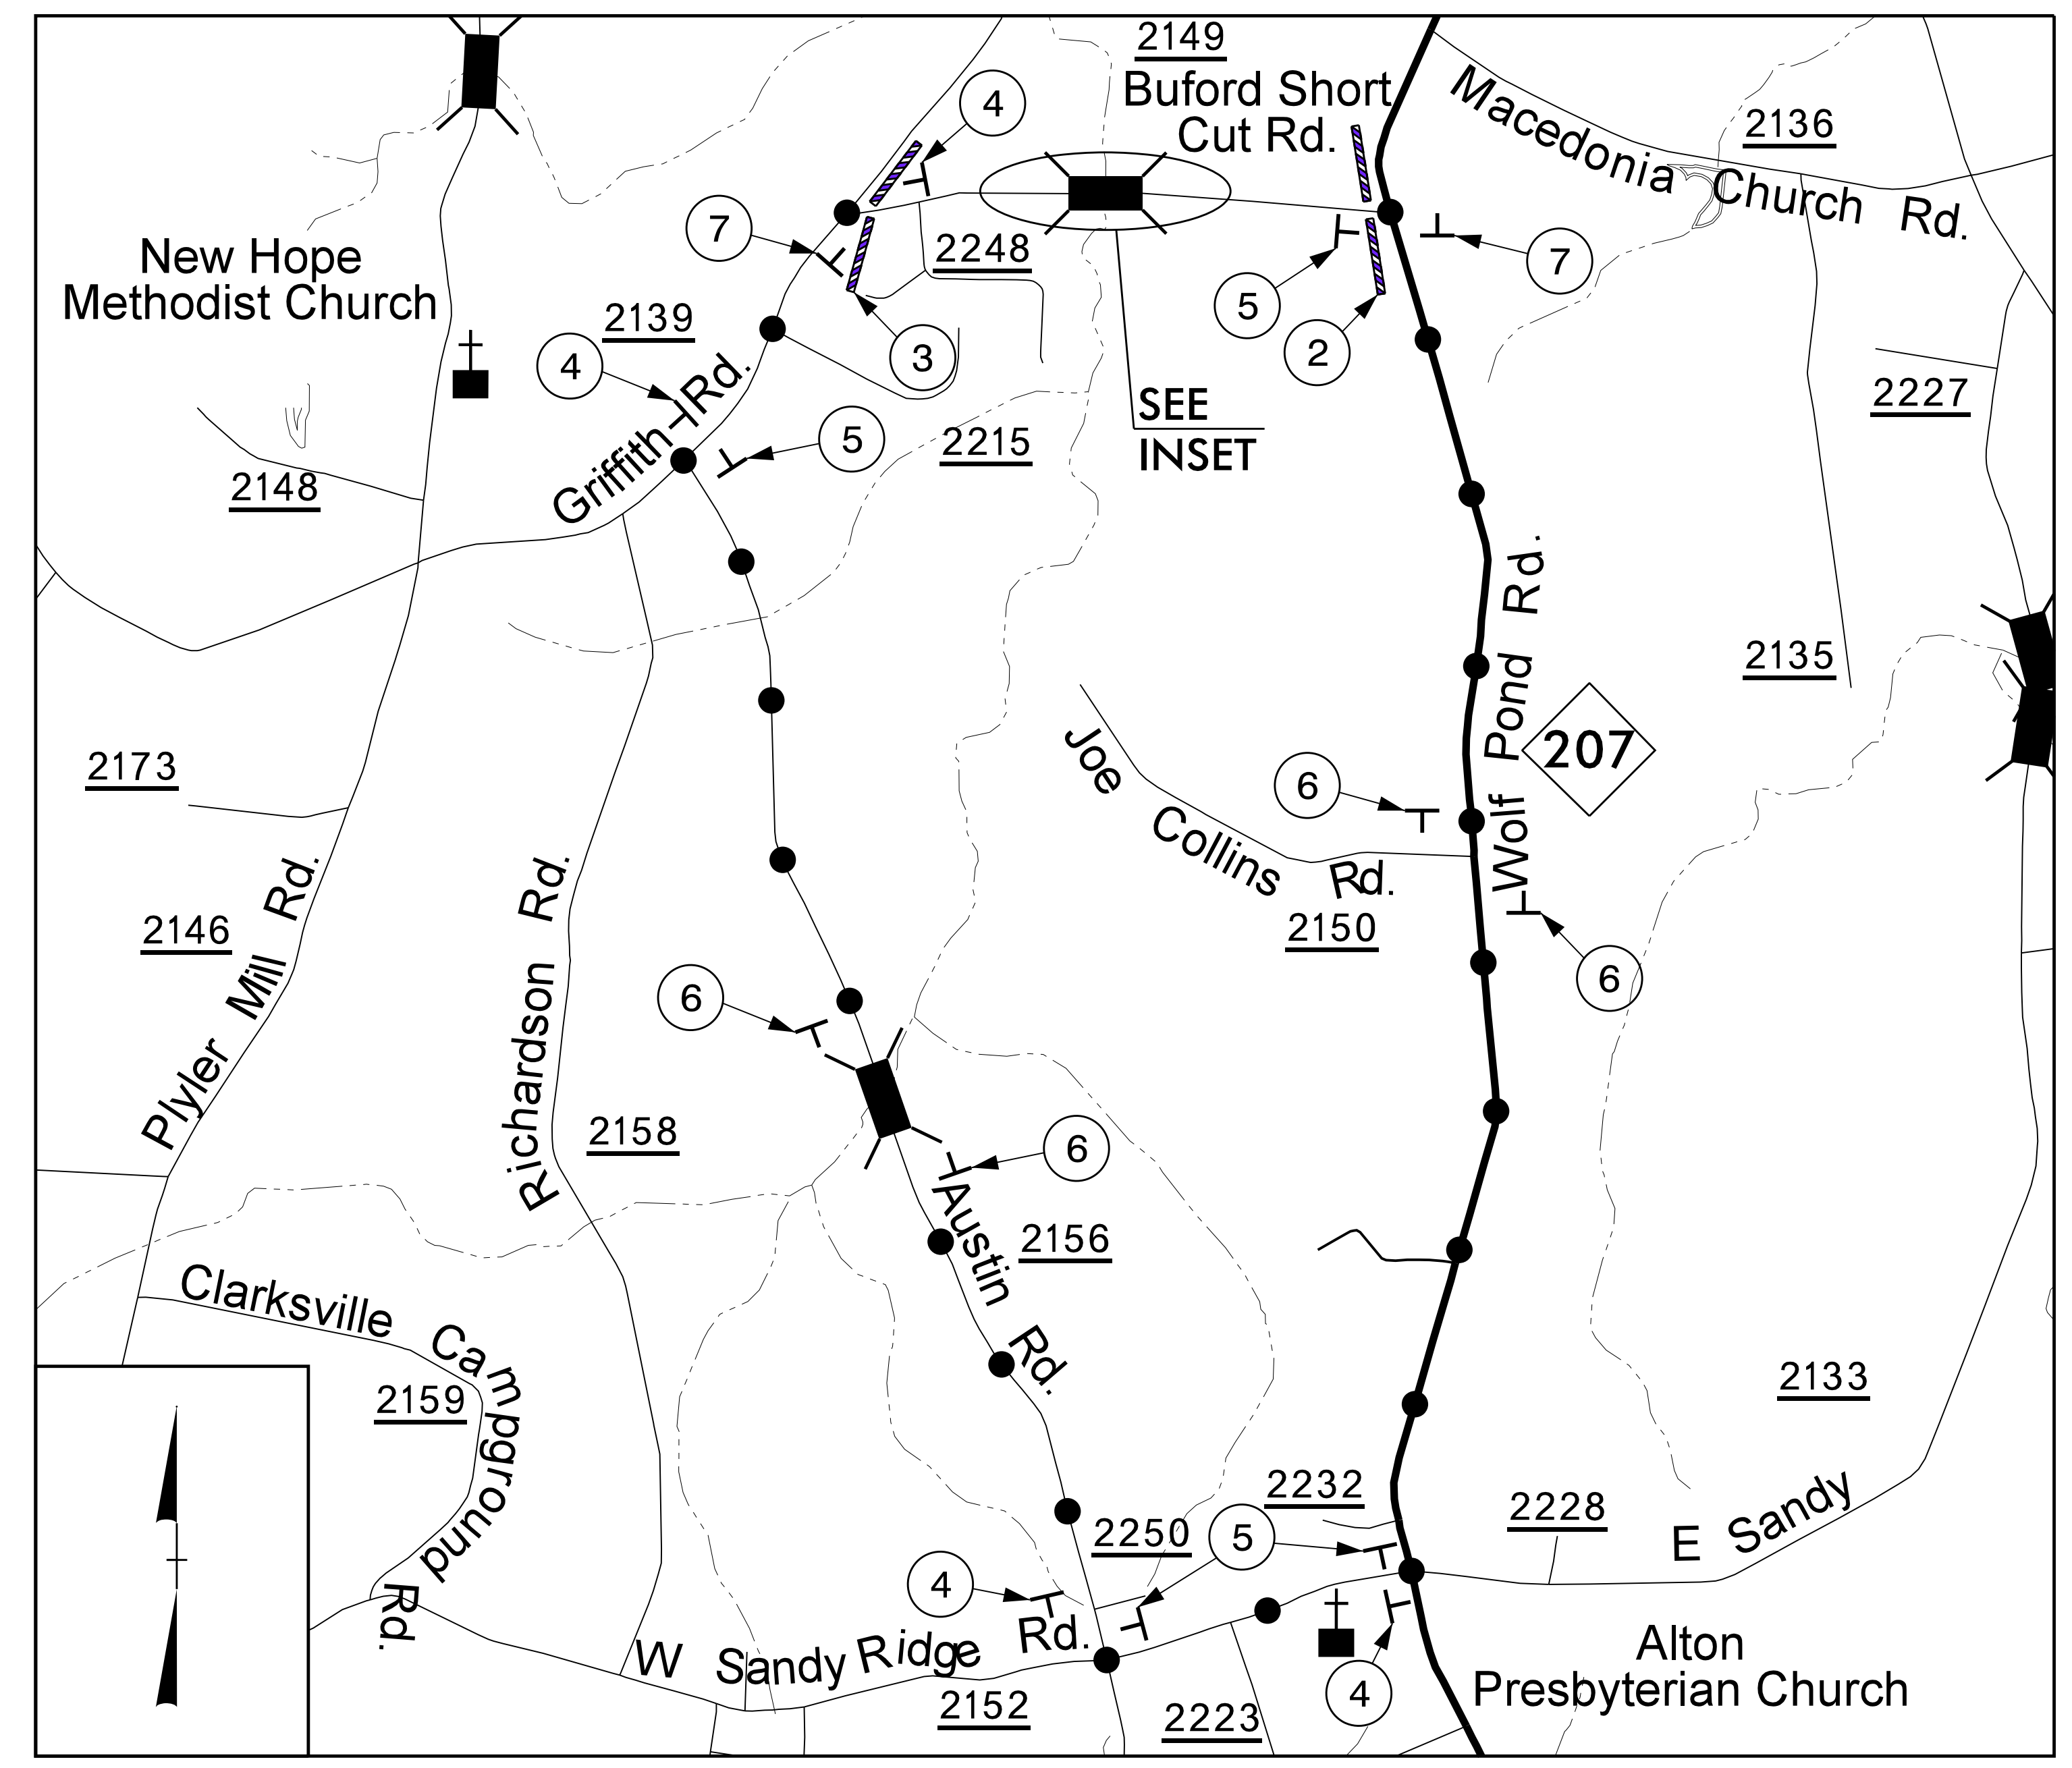 2149
Buford Short
Cut Rd.
Macedonia Church Rd.
2136
4
7
New Hope
Methodist Church
2248
5
7
2139
4
3
2
SEE
INSET
2227
Griffith Rd.
5
2215
2148
Wolf Pond Rd.
2135
207
2173
Joe Collins Rd.
6
2150
6
2146
Plyler Mill Rd.
Richardson Rd.
6
2158
6
2156
Austin Rd.
Clarksville Campground Rd.
2159
2133
2232
2228
2250
5
E Sandy
4
W Sandy Ridge Rd.
2152
2223
4
Alton
Presbyterian Church